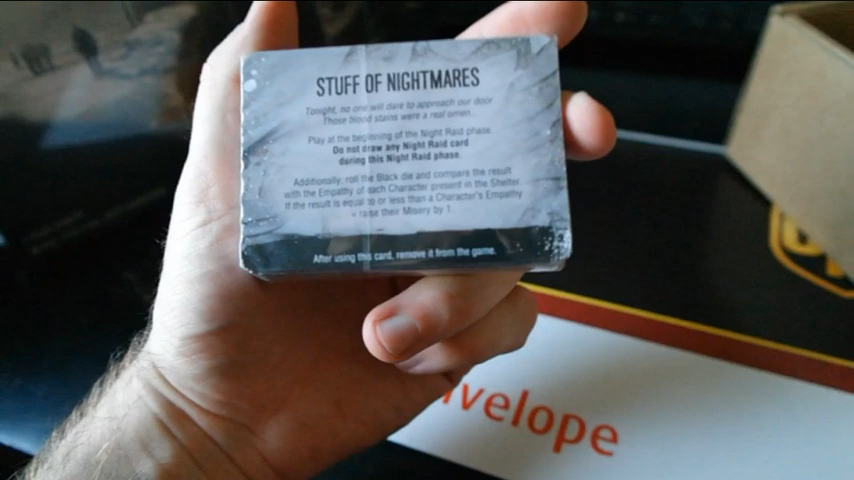 STUFF OF NIGHTMARES
Tonight, no one will dare to approach our door
Those blood stains were a real omen...
Play at the beginning of the Night Raid phase.
Do not draw any Night Raid card
during this Night Raid phase.
Additionally, roll the Black die and compare the result
with the Empathy of each Character present in the Shelter.
If the result is equal to or less than a Character's Empathy
- raise their Misery by 1.
After using this card, remove it from the game.
nvelope